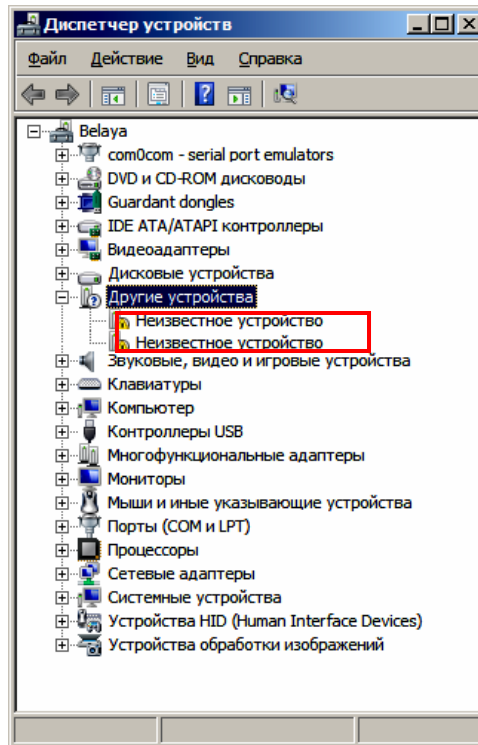 Диспетчер устройств
Файл Действие Вид Справка
Belaya
com0com - serial port emulators
DVD и CD-ROM дисководы
Guardant dongles
IDE ATA/ATAPI контроллеры
Видеоадаптеры
Дисковые устройства
Другие устройства
Неизвестное устройство
Неизвестное устройство
Звуковые, видео и игровые устройства
Клавиатуры
Компьютер
Контроллеры USB
Многофункциональные адаптеры
Мониторы
Мыши и иные указывающие устройства
Порты (COM и LPT)
Процессоры
Сетевые адаптеры
Системные устройства
Устройства HID (Human Interface Devices)
Устройства обработки изображений